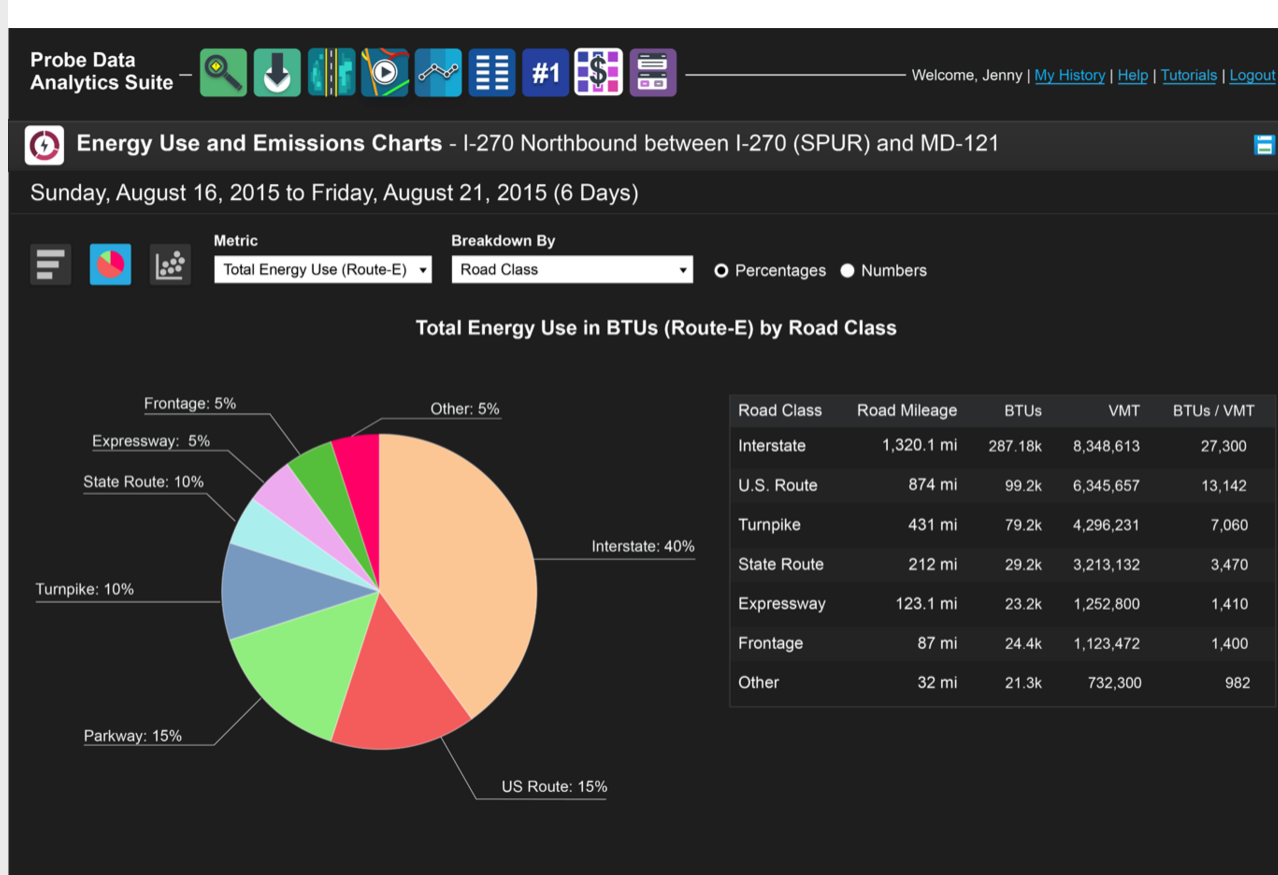 Probe Data
Analytics Suite
#1
$
Welcome, Jenny | My History | Help | Tutorials | Logout
Energy Use and Emissions Charts - I-270 Northbound between I-270 (SPUR) and MD-121
Sunday, August 16, 2015 to Friday, August 21, 2015 (6 Days)
Metric
Breakdown By
Total Energy Use (Route-E)
Road Class
Percentages
Numbers
Total Energy Use in BTUs (Route-E) by Road Class
Frontage: 5%
Other: 5%
Expressway: 5%
State Route: 10%
Interstate: 40%
Turnpike: 10%
Parkway: 15%
US Route: 15%
Road Class Road Mileage BTUs VMT BTUs / VMT
Interstate 1,320.1 mi 287.18k 8,348,613 27,300
U.S. Route 874 mi 99.2k 6,345,657 13,142
Turnpike 431 mi 79.2k 4,296,231 7,060
State Route 212 mi 29.2k 3,213,132 3,470
Expressway 123.1 mi 23.2k 1,252,800 1,410
Frontage 87 mi 24.4k 1,123,472 1,400
Other 32 mi 21.3k 732,300 982